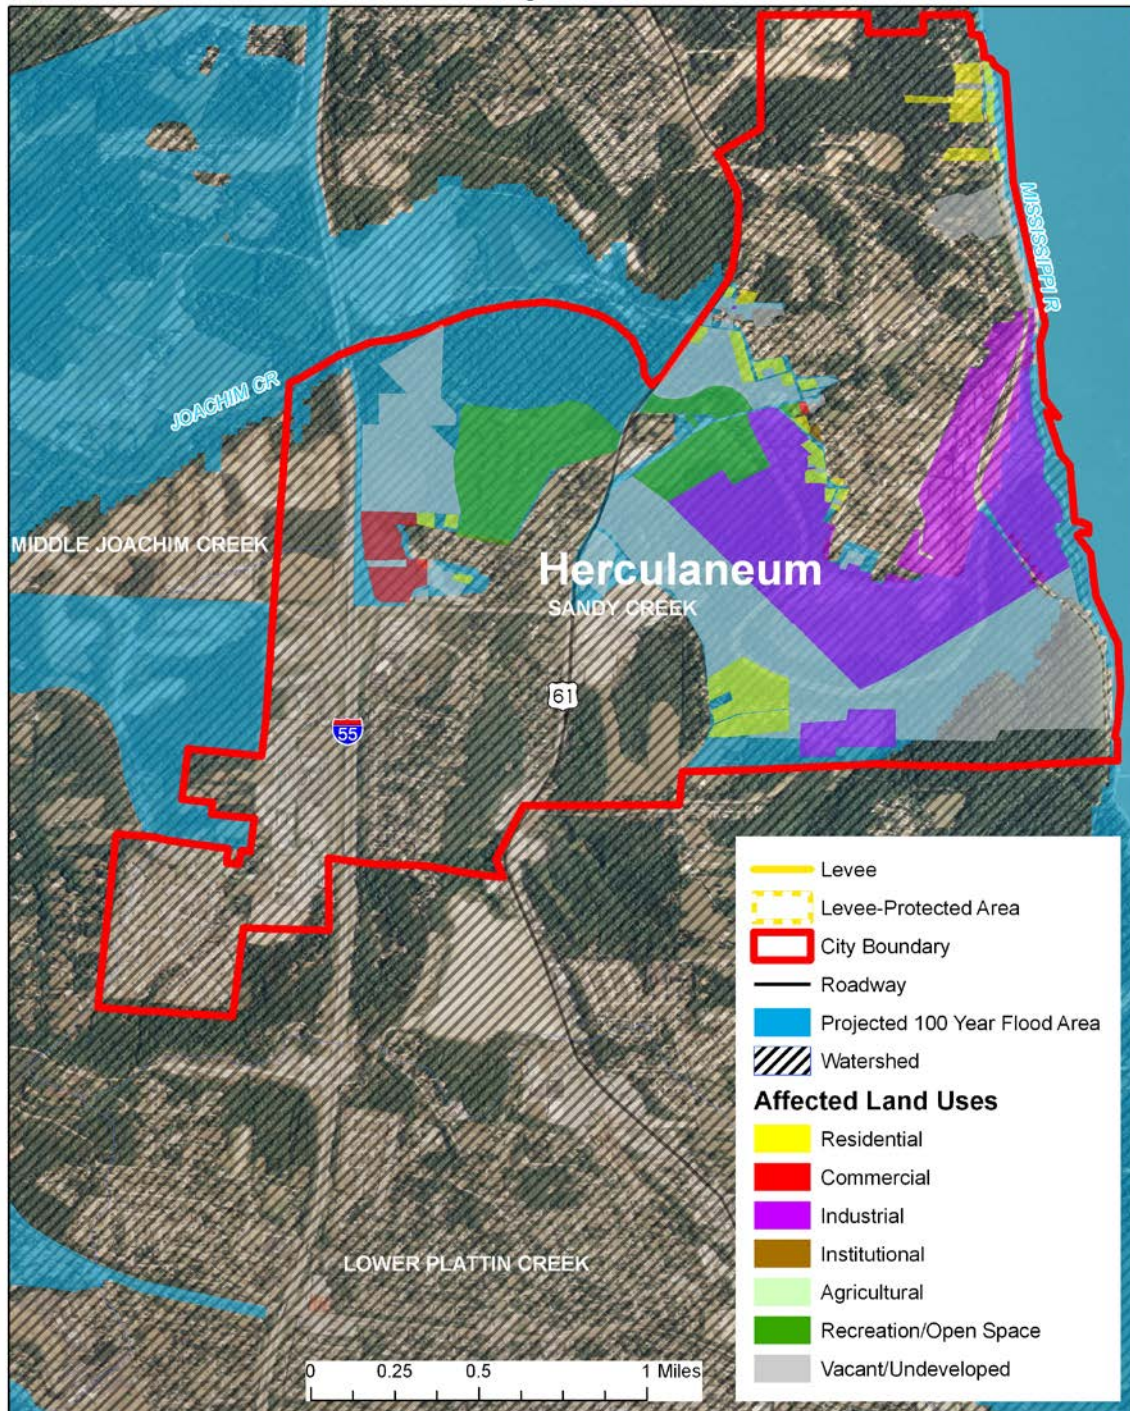 MISSISSIPPI R
JOACHIM CR
MIDDLE JOACHIM CREEK
Herculaneum
SANDY CREEK
61
55
Levee
Levee-Protected Area
City Boundary
Roadway
Projected 100 Year Flood Area
Watershed
Affected Land Uses
Residential
Commercial
Industrial
Institutional
Agricultural
Recreation/Open Space
Vacant/Undeveloped
LOWER PLATTIN CREEK
0 0.25 0.5 1 Miles